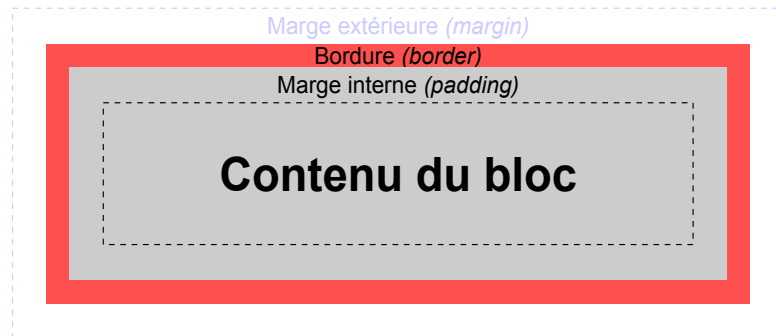 Marge extérieure (margin)
Bordure (border)
Marge interne (padding)
Contenu du bloc